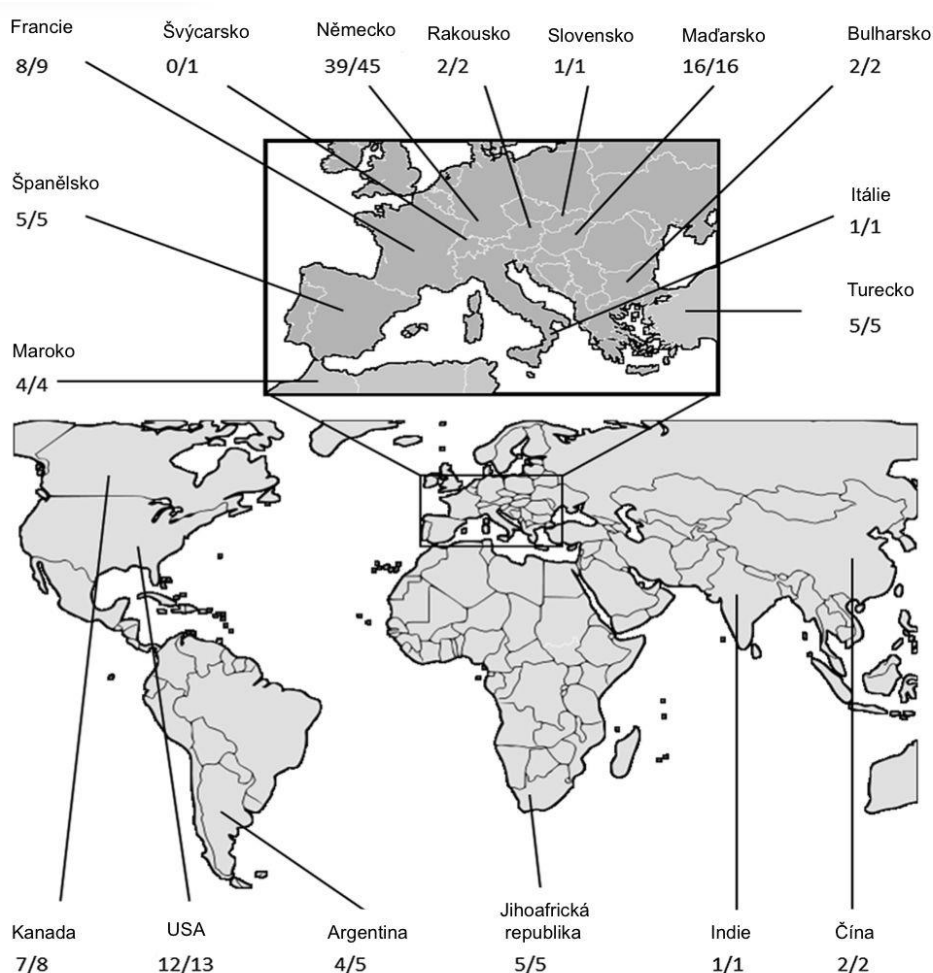 Francie
8/9
Švýcarsko
0/1
Německo
39/45
Rakousko
2/2
Slovensko
1/1
Maďarsko
16/16
Bulharsko
2/2
Španělsko
5/5
Itálie
1/1
Turecko
5/5
Maroko
4/4
Kanada
7/8
USA
12/13
Argentina
4/5
Jihoafrická
republika
5/5
Indie
1/1
Čína
2/2